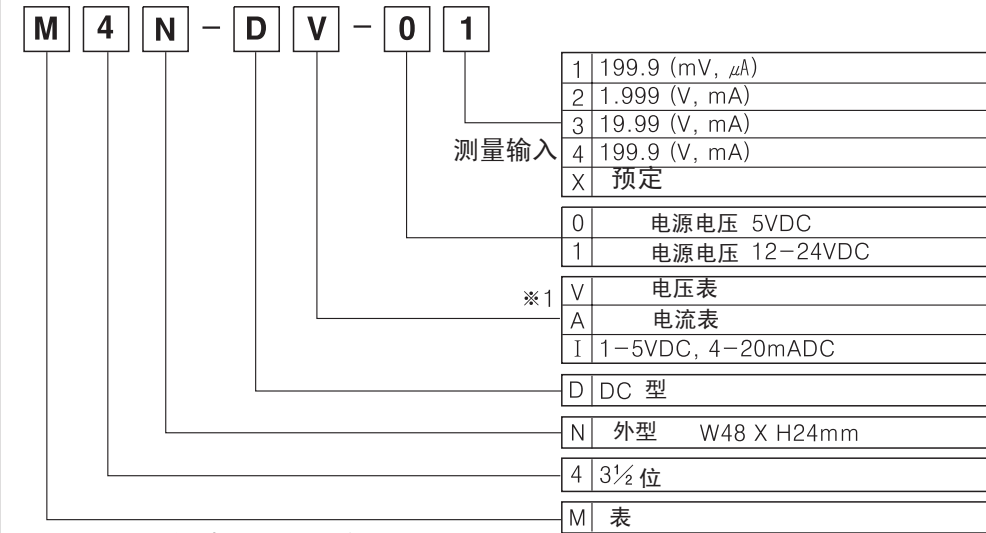 M 4 N - D V - 0 1
1 199.9 (mV, μA)
2 1.999 (V, mA)
3 19.99 (V, mA)
测量输入 4 199.9 (V, mA)
X 预定
0 电源电压 5VDC
1 电源电压 12-24VDC
※1 V 电压表
A 电流表
I 1-5VDC, 4-20mADC
D DC 型
N 外型 W48 X H24mm
4 3½位
M 表